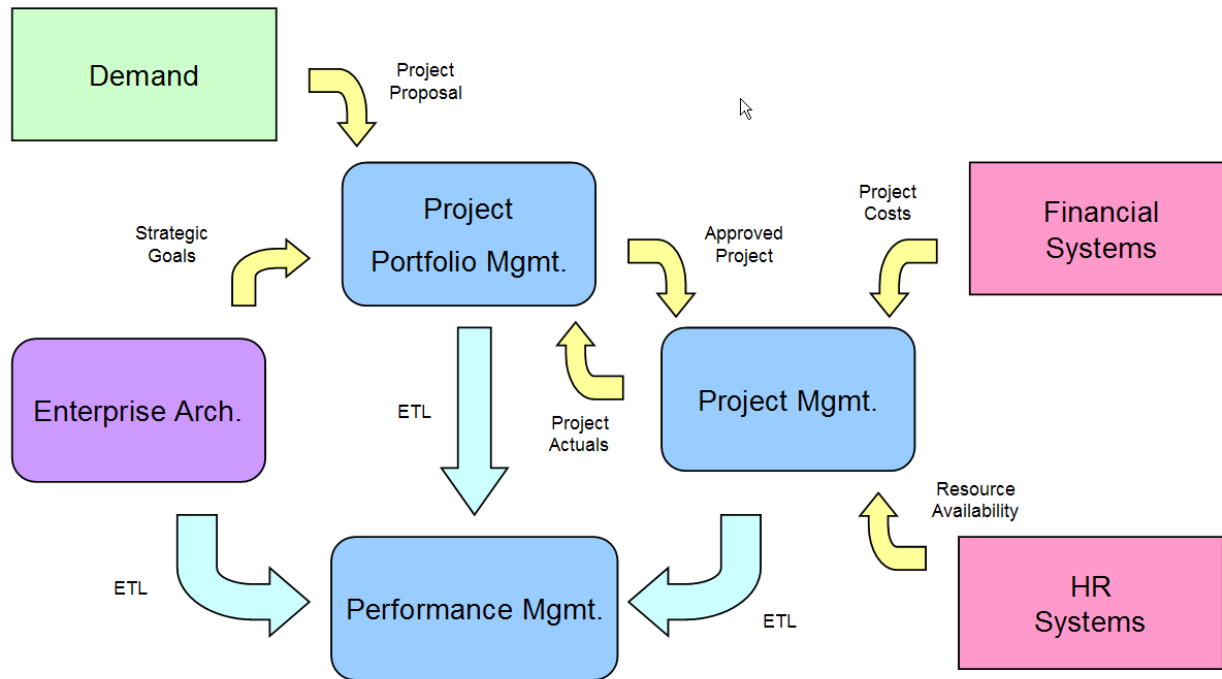 Demand
Project
Proposal
Project
Portfolio Mgmt.
Strategic
Goals
Approved
Project
Project
Costs
Financial
Systems
Enterprise Arch.
ETL
Project
Actuals
Project Mgmt.
Resource
Availability
ETL
Performance Mgmt.
ETL
HR
Systems